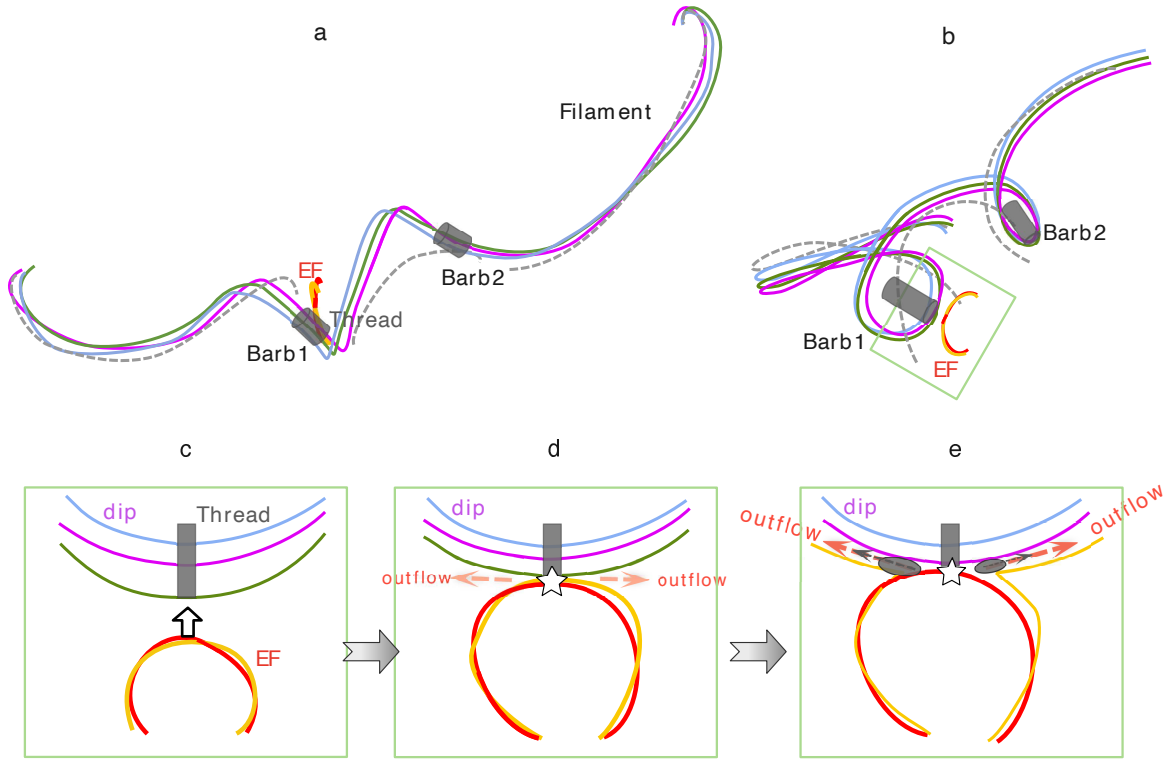 a
b
Filament
EF
Thread
Barb1
Barb2
Barb2
Barb1
EF
c
d
e
dip
Thread
EF
dip
outflow
outflow
dip
outflow
outflow